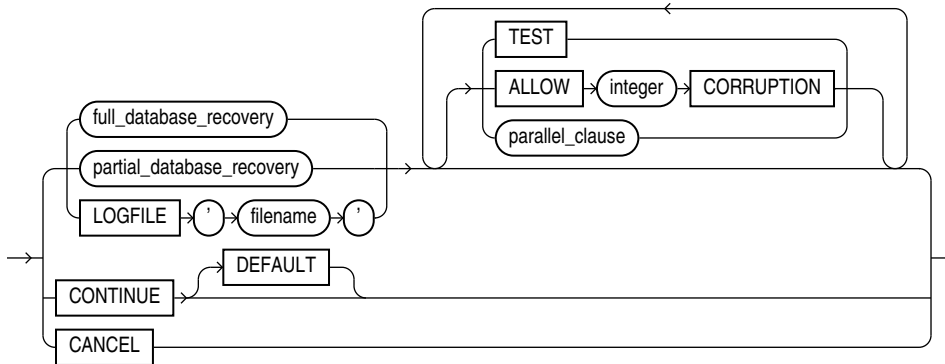 TEST
ALLOW integer CORRUPTION
full_database_recovery
parallel_clause
partial_database_recovery
LOGFILE ' filename '
DEFAULT
CONTINUE
CANCEL